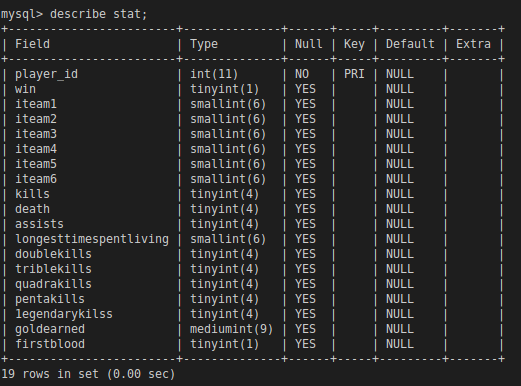 mysql> describe stat;
+----------------------+--------------+------+-----+---------+-------+
| Field                | Type         | Null | Key | Default | Extra |
+----------------------+--------------+------+-----+---------+-------+
| player_id            | int(11)      | NO   | PRI | NULL    |       |
| win                  | tinyint(1)   | YES  |     | NULL    |       |
| iteam1               | smallint(6)  | YES  |     | NULL    |       |
| iteam2               | smallint(6)  | YES  |     | NULL    |       |
| iteam3               | smallint(6)  | YES  |     | NULL    |       |
| iteam4               | smallint(6)  | YES  |     | NULL    |       |
| iteam5               | smallint(6)  | YES  |     | NULL    |       |
| iteam6               | smallint(6)  | YES  |     | NULL    |       |
| kills                | tinyint(4)   | YES  |     | NULL    |       |
| death                | tinyint(4)   | YES  |     | NULL    |       |
| assists              | tinyint(4)   | YES  |     | NULL    |       |
| longesttimespentliving | smallint(6)  | YES  |     | NULL    |       |
| doublekills          | tinyint(4)   | YES  |     | NULL    |       |
| triblekills          | tinyint(4)   | YES  |     | NULL    |       |
| quadrakills          | tinyint(4)   | YES  |     | NULL    |       |
| pentakills           | tinyint(4)   | YES  |     | NULL    |       |
| 1egendarykilss       | tinyint(4)   | YES  |     | NULL    |       |
| goldearned           | mediumint(9) | YES  |     | NULL    |       |
| firstblood           | tinyint(1)   | YES  |     | NULL    |       |
+----------------------+--------------+------+-----+---------+-------+
19 rows in set (0.00 sec)